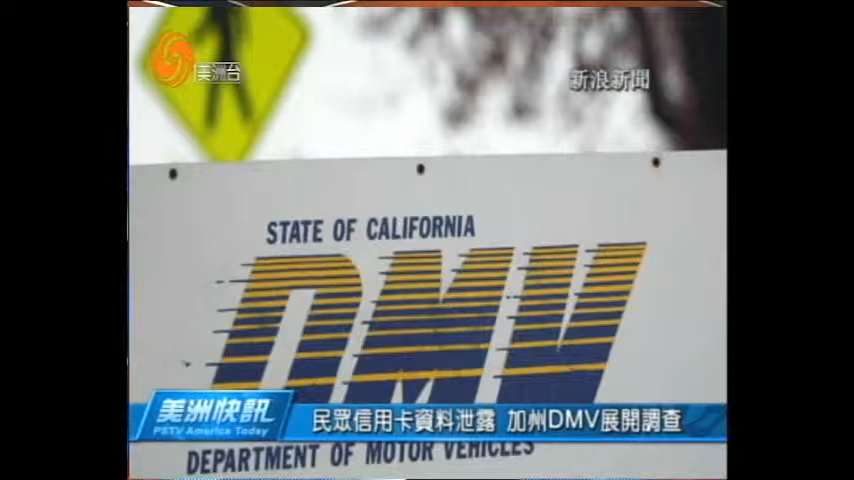 美洲台
新浪新聞
STATE OF CALIFORNIA
DMV
美洲快訊
PSTV America Today
民眾信用卡資料泄露 加州DMV展開調查
DEPARTMENT OF MOTOR VEHICLES